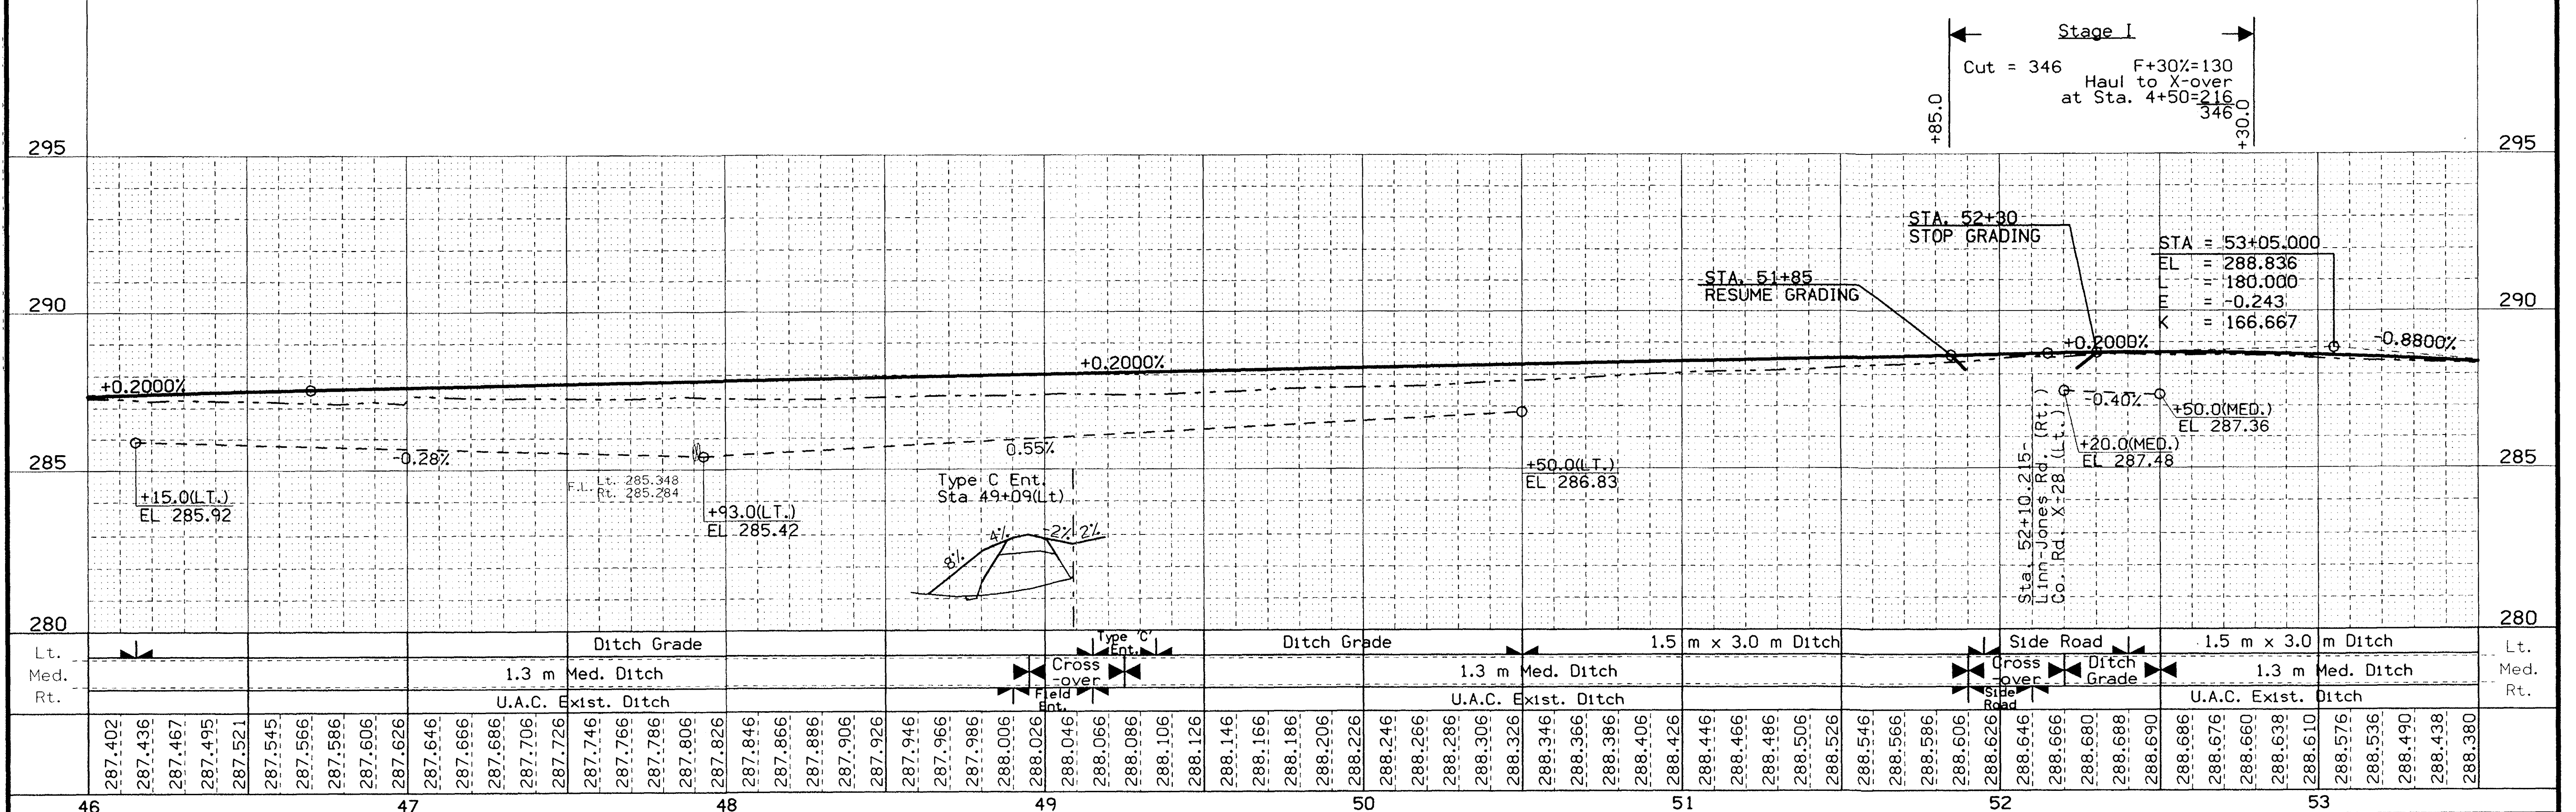 Stage I
Cut = 346 F+30%=130
Haul to X-over
at Sta. 4+50=216
346
+85.0
+30.0
295
295
STA. 52+30
STOP GRADING
STA = 53+05.000
EL = 288.836
L = 180.000
E = -0.243
K = 166.667
STA. 51+85
RESUME GRADING
290
290
+0.2000%
+0.2000%
+0.2000%
-0.8800%
-0.40%
+50.0(MED.)
EL 287.36
+20.0(MED.)
EL 287.48
-0.28%
0.55%
285
285
+15.0(LT.)
EL 285.92
F.L. Lt. 285.348
Rt. 285.284
+93.0(LT.)
EL 285.42
Type C Ent.
Sta 49+09(Lt)
+50.0(LT.)
EL 286.83
8% 4% -2% 2%
Sta. 52+10.215
Linn-Jones Rd. (Rt.)
Co. Rd. X-28 (Lt.)
280
280
Lt. Ditch Grade Type 'C' Ent. Ditch Grade 1.5 m x 3.0 m Ditch Side Road 1.5 m x 3.0 m Ditch Lt.
Med. 1.3 m Med. Ditch Cross -over 1.3 m Med. Ditch Cross -over Ditch Grade 1.3 m Med. Ditch Med.
Rt. U.A.C. Exist. Ditch Field Ent. U.A.C. Exist. Ditch Side Road U.A.C. Exist. Ditch Rt.
287.402 287.436 287.467 287.495 287.521 287.545 287.566 287.586 287.606 287.626 287.646 287.666 287.686 287.706 287.726 287.746 287.766 287.786 287.806 287.826 287.846 287.866 287.886 287.906 287.926 287.946 287.966 287.986 288.006 288.026 288.046 288.066 288.086 288.106 288.126 288.146 288.166 288.186 288.206 288.226 288.246 288.266 288.286 288.306 288.326 288.346 288.366 288.386 288.406 288.426 288.446 288.466 288.486 288.506 288.526 288.546 288.566 288.586 288.606 288.626 288.646 288.666 288.680 288.688 288.690 288.686 288.676 288.660 288.638 288.610 288.576 288.536 288.490 288.438 288.380
46 47 48 49 50 51 52 53